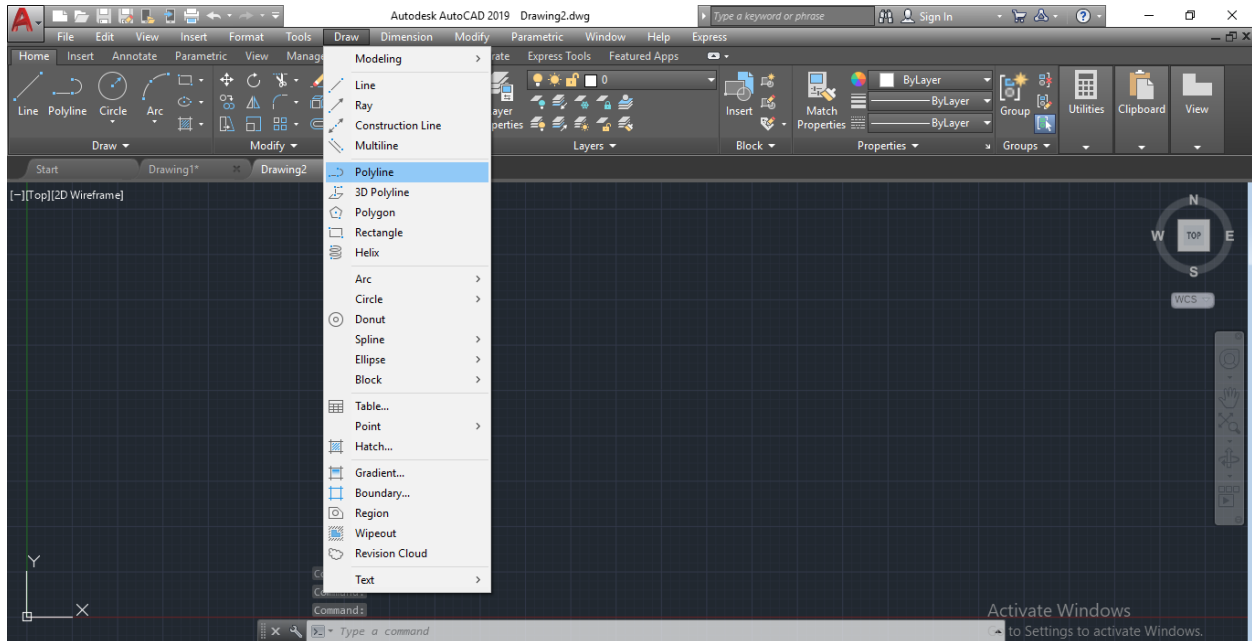 Autodesk AutoCAD 2019 Drawing2.dwg Type a keyword or phrase Sign In
File Edit View Insert Format Tools Draw Dimension Modify Parametric Window Help Express
Home Insert Annotate Parametric View Manage rate Express Tools Featured Apps
Modeling
Line
Ray
Construction Line
Multiline
Polyline
3D Polyline
Polygon
Rectangle
Helix
Arc
Circle
Donut
Spline
Ellipse
Block
Table...
Point
Hatch...
Gradient...
Boundary...
Region
Wipeout
Revision Cloud
Text
0
ByLayer
ByLayer
ByLayer
Line Polyline Circle Arc
ayer
perties
Insert
Match
Properties
Group
Utilities Clipboard View
Draw Modify Layers Block Properties Groups
Start Drawing1* Drawing2
[−][Top][2D Wireframe]
N
W TOP E
S
WCS
Y
X
Command:
Type a command
Activate Windows
to Settings to activate Windows.